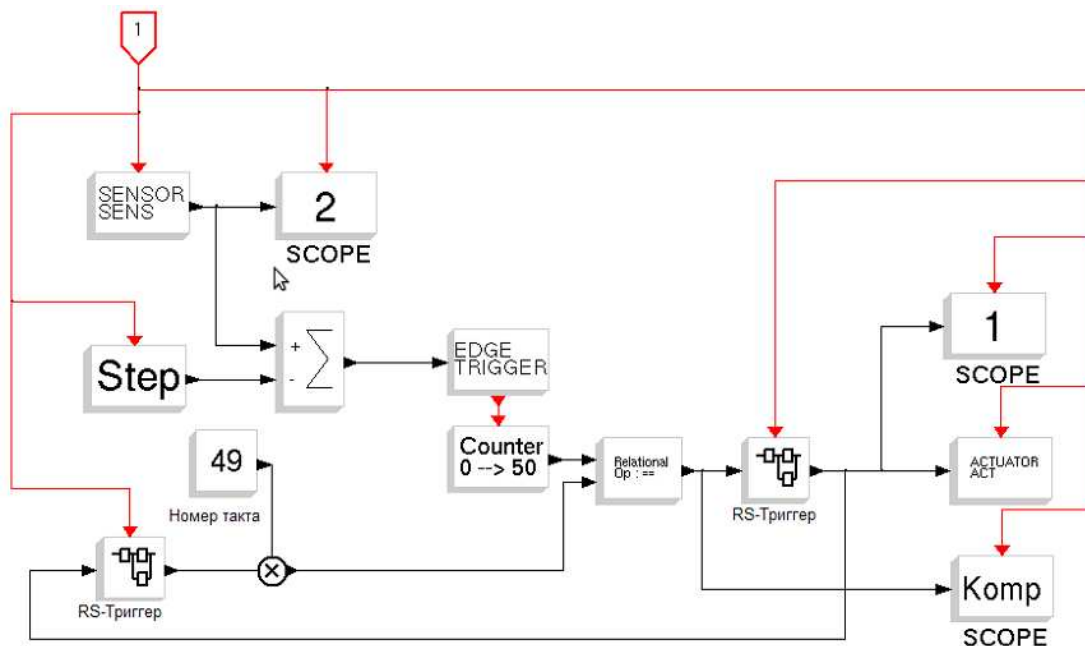 1
SENSOR
SENS
2
SCOPE
Step
+
-
Σ
EDGE
TRIGGER
1
SCOPE
49
Номер такта
Counter
0 --> 50
Relational
Op : ==
RS-Триггер
ACTUATOR
ACT
RS-Триггер
×
Komp
SCOPE